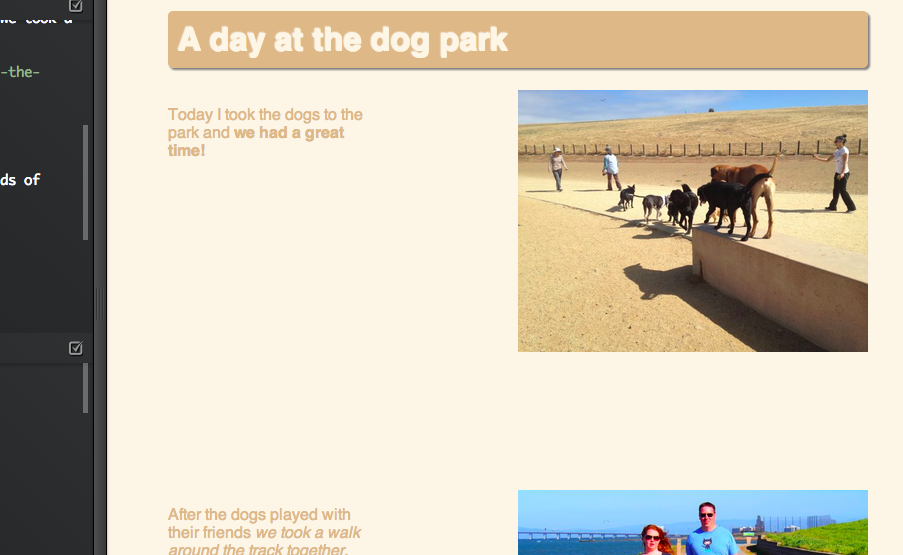 we took a
-the-
ds of
A day at the dog park
Today I took the dogs to the
park and we had a great
time!
After the dogs played with
their friends we took a walk
around the track together.